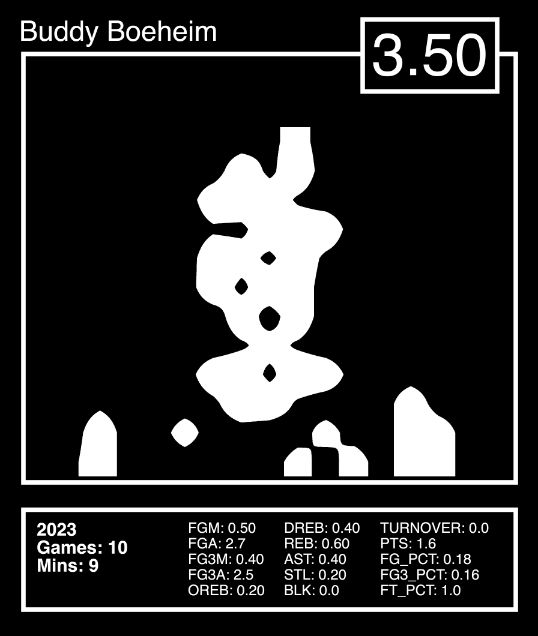 Buddy Boeheim
3.50
2023
Games: 10
Mins: 9
FGM: 0.50
FGA: 2.7
FG3M: 0.40
FG3A: 2.5
OREB: 0.20
DREB: 0.40
REB: 0.60
AST: 0.40
STL: 0.20
BLK: 0.0
TURNOVER: 0.0
PTS: 1.6
FG_PCT: 0.18
FG3_PCT: 0.16
FT_PCT: 1.0